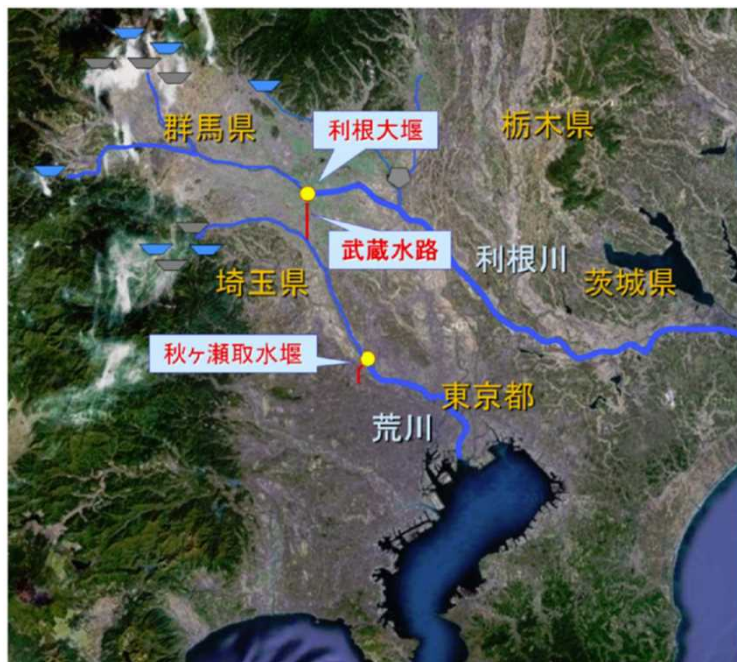 群馬県
利根大堰
栃木県
武蔵水路
利根川
埼玉県
茨城県
秋ヶ瀬取水堰
東京都
荒川